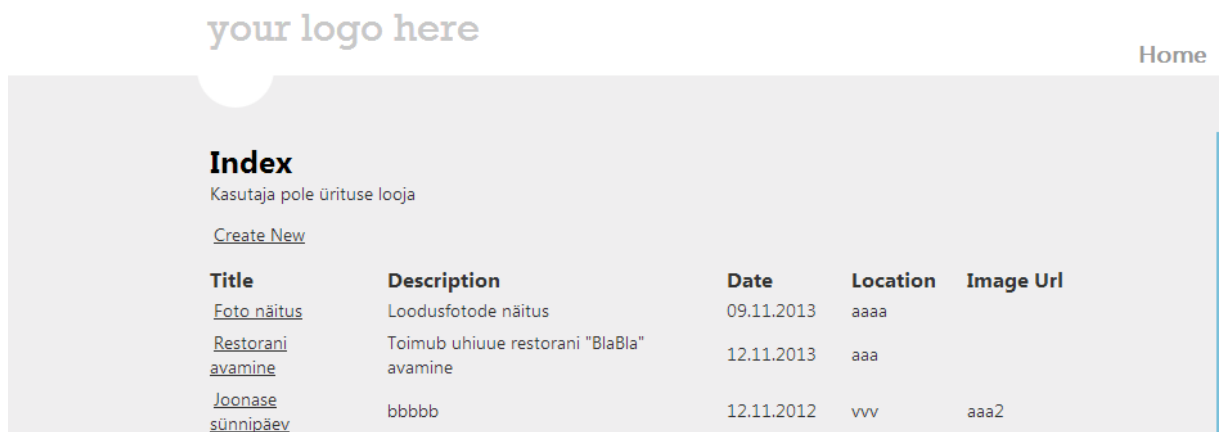 your logo here
Home
Index
Kasutaja pole ürituse looja
Create New
Title Description Date Location Image Url
Foto näitus Loodusfotode näitus 09.11.2013 aaaa
Restorani avamine Toimub uhiuue restorani "BlaBla" avamine 12.11.2013 aaa
Joonase sünnipäev bbbbb 12.11.2012 vvv aaa2